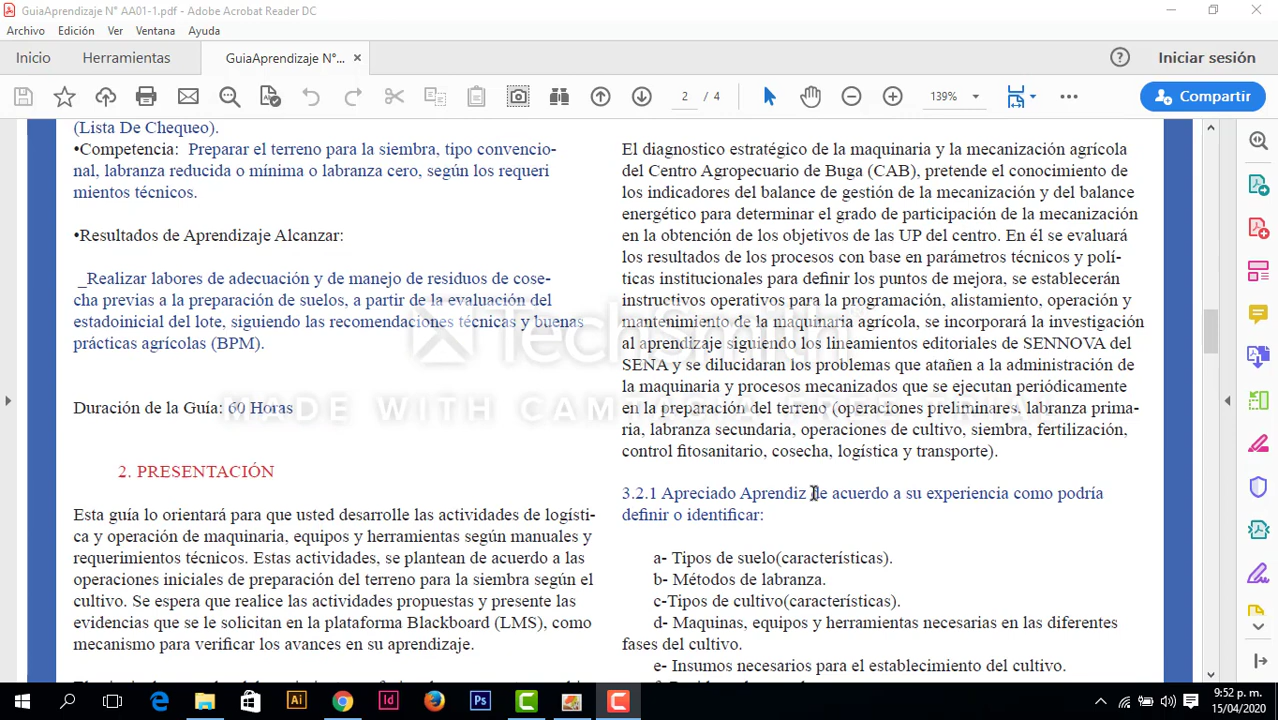 GuiaAprendizaje N° AA01-1.pdf - Adobe Acrobat Reader DC
Archivo Edición Ver Ventana Ayuda
Inicio Herramientas GuiaAprendizaje N°... × Iniciar sesión
2 / 4 139% Compartir
(Lista De Chequeo).
•Competencia: Preparar el terreno para la siembra, tipo convencio-
nal, labranza reducida o mínima o labranza cero, según los requeri
mientos técnicos.
•Resultados de Aprendizaje Alcanzar:
_Realizar labores de adecuación y de manejo de residuos de cose-
cha previas a la preparación de suelos, a partir de la evaluación del
estadoinicial del lote, siguiendo las recomendaciones técnicas y buenas
prácticas agrícolas (BPM).
Duración de la Guía: 60 Horas
2. PRESENTACIÓN
Esta guía lo orientará para que usted desarrolle las actividades de logísti-
ca y operación de maquinaria, equipos y herramientas según manuales y
requerimientos técnicos. Estas actividades, se plantean de acuerdo a las
operaciones iniciales de preparación del terreno para la siembra según el
cultivo. Se espera que realice las actividades propuestas y presente las
evidencias que se le solicitan en la plataforma Blackboard (LMS), como
mecanismo para verificar los avances en su aprendizaje.
El diagnostico estratégico de la maquinaria y la mecanización agrícola
del Centro Agropecuario de Buga (CAB), pretende el conocimiento de
los indicadores del balance de gestión de la mecanización y del balance
energético para determinar el grado de participación de la mecanización
en la obtención de los objetivos de las UP del centro. En él se evaluará
los resultados de los procesos con base en parámetros técnicos y polí-
ticas institucionales para definir los puntos de mejora, se establecerán
instructivos operativos para la programación, alistamiento, operación y
mantenimiento de la maquinaria agrícola, se incorporará la investigación
al aprendizaje siguiendo los lineamientos editoriales de SENNOVA del
SENA y se dilucidaran los problemas que atañen a la administración de
la maquinaria y procesos mecanizados que se ejecutan periódicamente
en la preparación del terreno (operaciones preliminares, labranza prima-
ria, labranza secundaria, operaciones de cultivo, siembra, fertilización,
control fitosanitario, cosecha, logística y transporte).
3.2.1 Apreciado Aprendiz de acuerdo a su experiencia como podría
definir o identificar:
a- Tipos de suelo(características).
b- Métodos de labranza.
c-Tipos de cultivo(características).
d- Maquinas, equipos y herramientas necesarias en las diferentes
fases del cultivo.
e- Insumos necesarios para el establecimiento del cultivo.
TechSmith
MADE WITH CAMTASIA FREE TRIAL
9:52 p. m.
15/04/2020